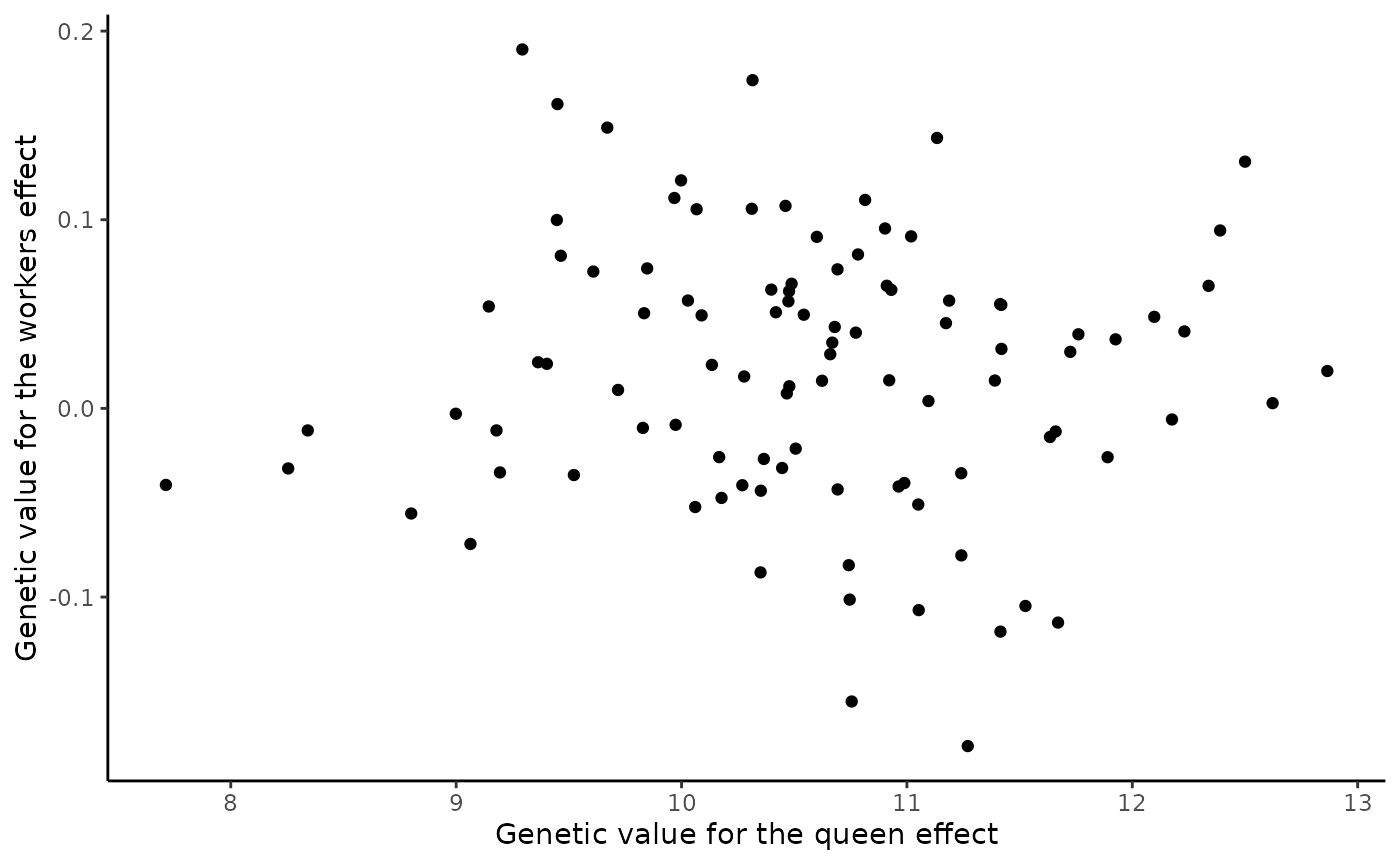 Genetic value for the workers effect
0.2
0.1
0.0
-0.1
8 9 10 11 12 13
Genetic value for the queen effect